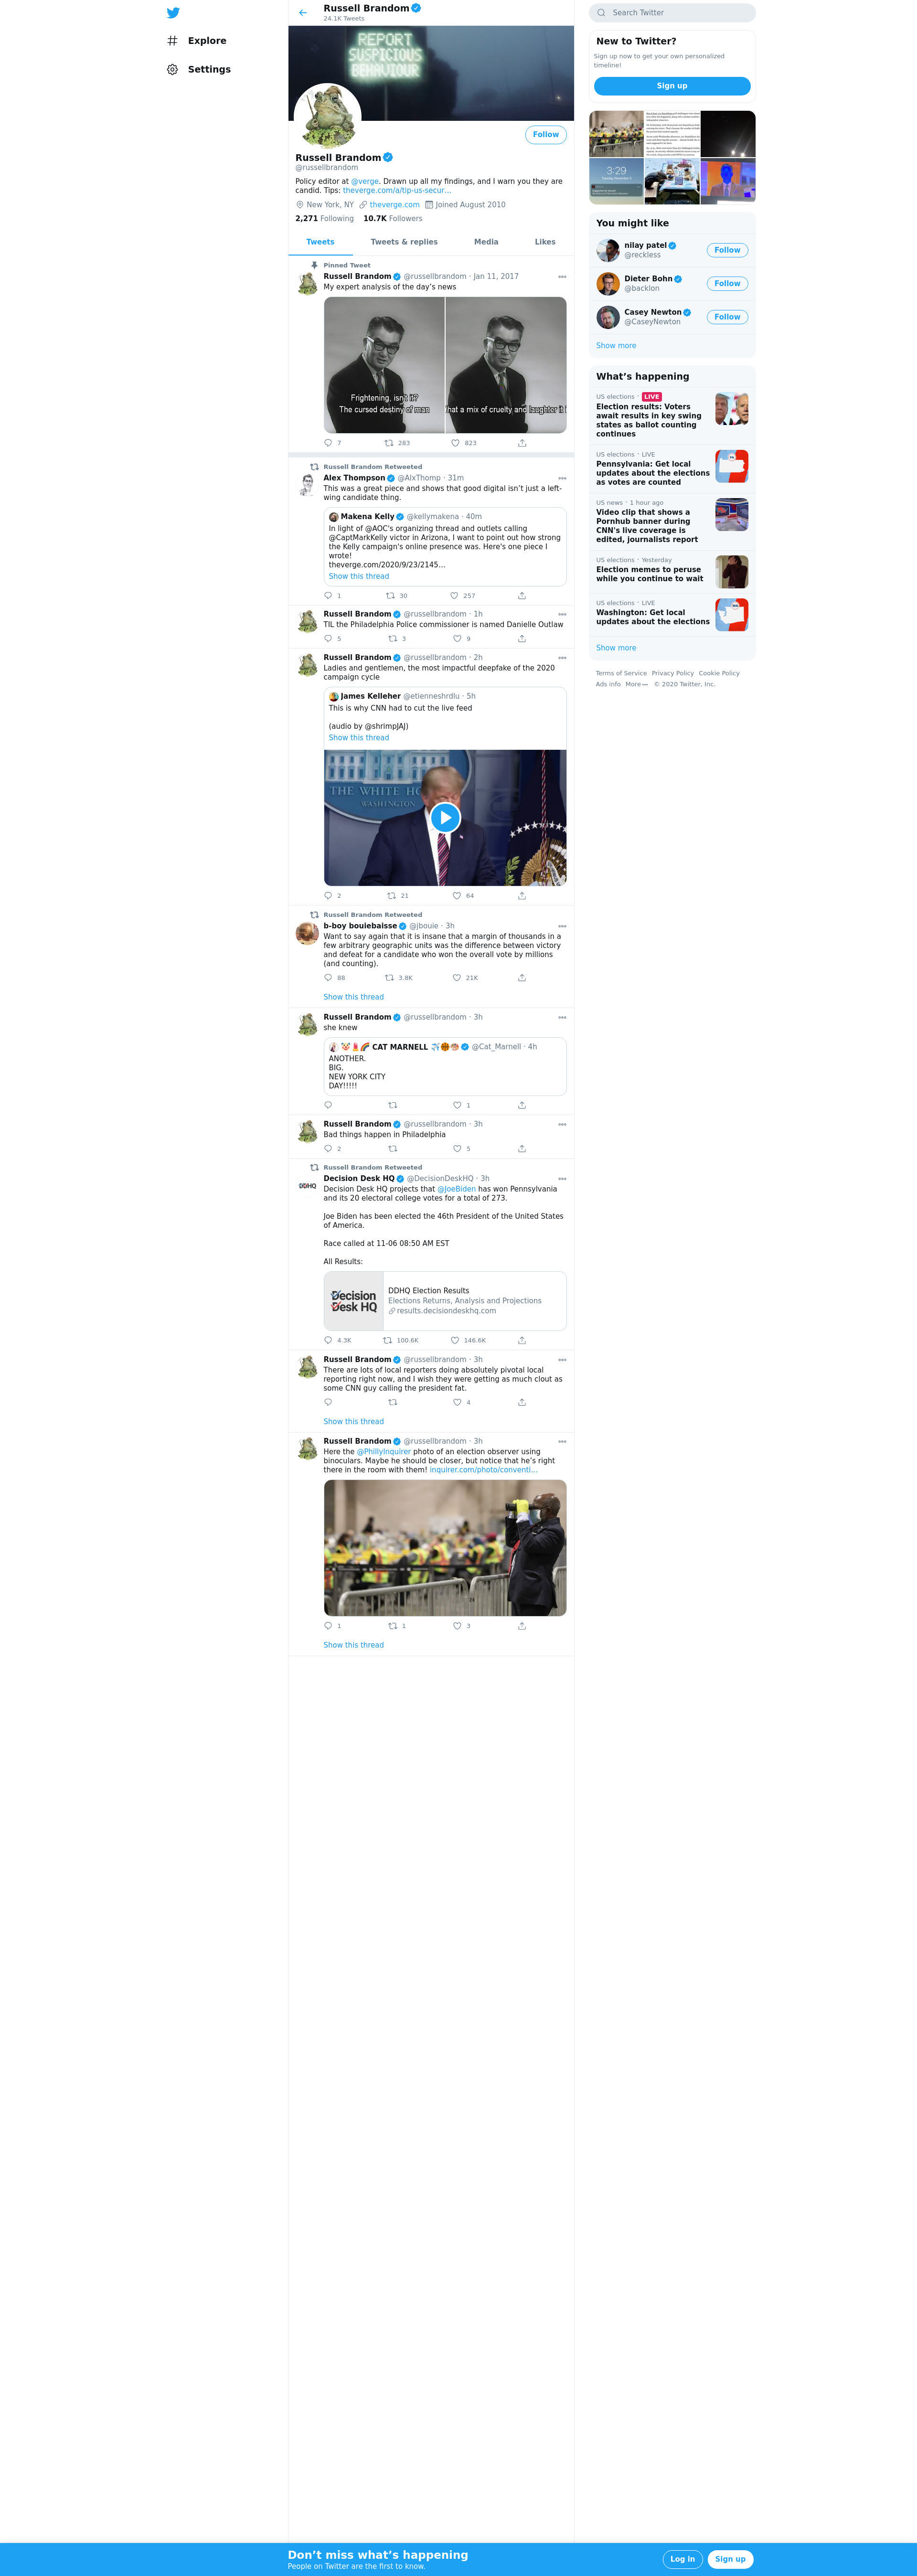 Explore
Settings
Russell Brandom
24.1K Tweets
REPORT
SUSPICIOUS
BEHAVIOUR
Follow
Russell Brandom
@russellbrandom
Policy editor at @verge. Drawn up all my findings, and I warn you they are
candid. Tips: theverge.com/a/tip-us-secur…
New York, NY theverge.com Joined August 2010
2,271 Following 10.7K Followers
Tweets Tweets & replies Media Likes
Pinned Tweet
Russell Brandom @russellbrandom · Jan 11, 2017
My expert analysis of the day’s news
Frightening, isn't it?
The cursed destiny of man
that a mix of cruelty and laughter it i
7 283 823
Russell Brandom Retweeted
Alex Thompson @AlxThomp · 31m
This was a great piece and shows that good digital isn’t just a left-
wing candidate thing.
Makena Kelly @kellymakena · 40m
In light of @AOC's organizing thread and outlets calling
@CaptMarkKelly victor in Arizona, I want to point out how strong
the Kelly campaign's online presence was. Here's one piece I
wrote!
theverge.com/2020/9/23/2145…
Show this thread
1 30 257
Russell Brandom @russellbrandom · 1h
TIL the Philadelphia Police commissioner is named Danielle Outlaw
5 3 9
Russell Brandom @russellbrandom · 2h
Ladies and gentlemen, the most impactful deepfake of the 2020
campaign cycle
James Kelleher @etienneshrdlu · 5h
This is why CNN had to cut the live feed
(audio by @shrimpJAJ)
Show this thread
THE WHITE HO
WASHINGTON
2 21 64
Russell Brandom Retweeted
b-boy bouiebaisse @jbouie · 3h
Want to say again that it is insane that a margin of thousands in a
few arbitrary geographic units was the difference between victory
and defeat for a candidate who won the overall vote by millions
(and counting).
88 3.8K 21K
Show this thread
Russell Brandom @russellbrandom · 3h
she knew
CAT MARNELL @Cat_Marnell · 4h
ANOTHER.
BIG.
NEW YORK CITY
DAY!!!!!
1
Russell Brandom @russellbrandom · 3h
Bad things happen in Philadelphia
2 5
Russell Brandom Retweeted
DDHQ
Decision Desk HQ @DecisionDeskHQ · 3h
Decision Desk HQ projects that @JoeBiden has won Pennsylvania
and its 20 electoral college votes for a total of 273.
Joe Biden has been elected the 46th President of the United States
of America.
Race called at 11-06 08:50 AM EST
All Results:
Decision
Desk HQ
DDHQ Election Results
Elections Returns, Analysis and Projections
results.decisiondeskhq.com
4.3K 100.6K 146.6K
Russell Brandom @russellbrandom · 3h
There are lots of local reporters doing absolutely pivotal local
reporting right now, and I wish they were getting as much clout as
some CNN guy calling the president fat.
4
Show this thread
Russell Brandom @russellbrandom · 3h
Here the @PhillyInquirer photo of an election observer using
binoculars. Maybe he should be closer, but notice that he’s right
there in the room with them! inquirer.com/photo/conventi…
1 1 3
Show this thread
Search Twitter
New to Twitter?
Sign up now to get your own personalized
timeline!
Sign up
3:29
You might like
nilay patel
@reckless
Follow
Dieter Bohn
@backlon
Follow
Casey Newton
@CaseyNewton
Follow
Show more
What’s happening
US elections · LIVE
Election results: Voters
await results in key swing
states as ballot counting
continues
US elections · LIVE
Pennsylvania: Get local
updates about the elections
as votes are counted
US news · 1 hour ago
Video clip that shows a
Pornhub banner during
CNN's live coverage is
edited, journalists report
US elections · Yesterday
Election memes to peruse
while you continue to wait
US elections · LIVE
Washington: Get local
updates about the elections
Show more
Terms of Service Privacy Policy Cookie Policy
Ads info More © 2020 Twitter, Inc.
Don’t miss what’s happening
People on Twitter are the first to know.
Log in
Sign up